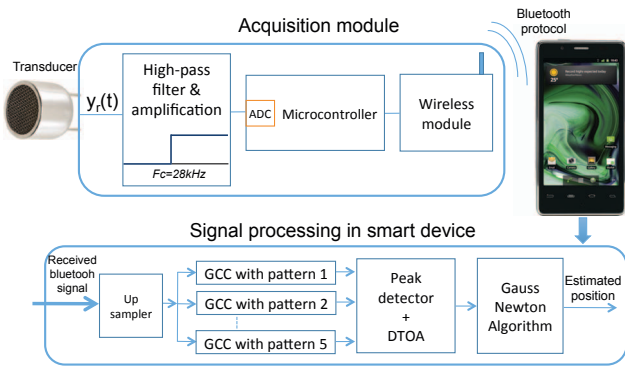 Acquisition module
Bluetooth
protocol
Transducer
y_r(t)
High-pass
filter &
amplification
Fc=28kHz
ADC
Microcontroller
Wireless
module
25°
Signal processing in smart device
Received
bluetooh
signal
Up
sampler
GCC with pattern 1
GCC with pattern 2
GCC with pattern 5
Peak
detector
+
DTOA
Gauss
Newton
Algorithm
Estimated
position